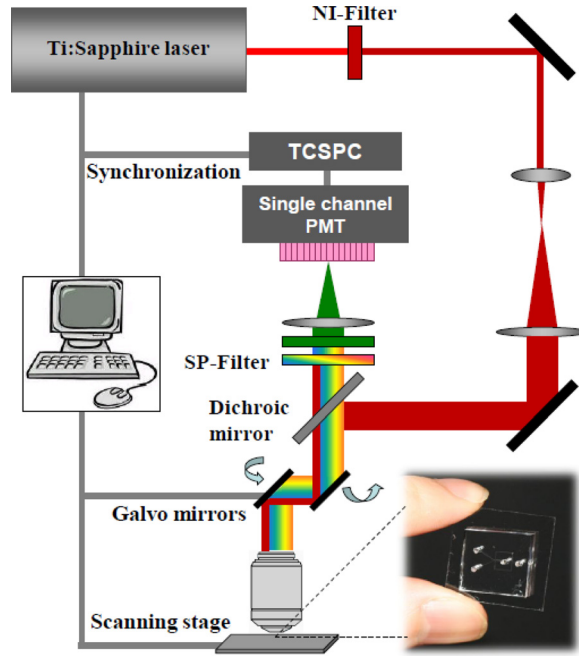 NI-Filter
Ti:Sapphire laser
TCSPC
Synchronization
Single channel
PMT
SP-Filter
Dichroic
mirror
Galvo mirrors
Scanning stage